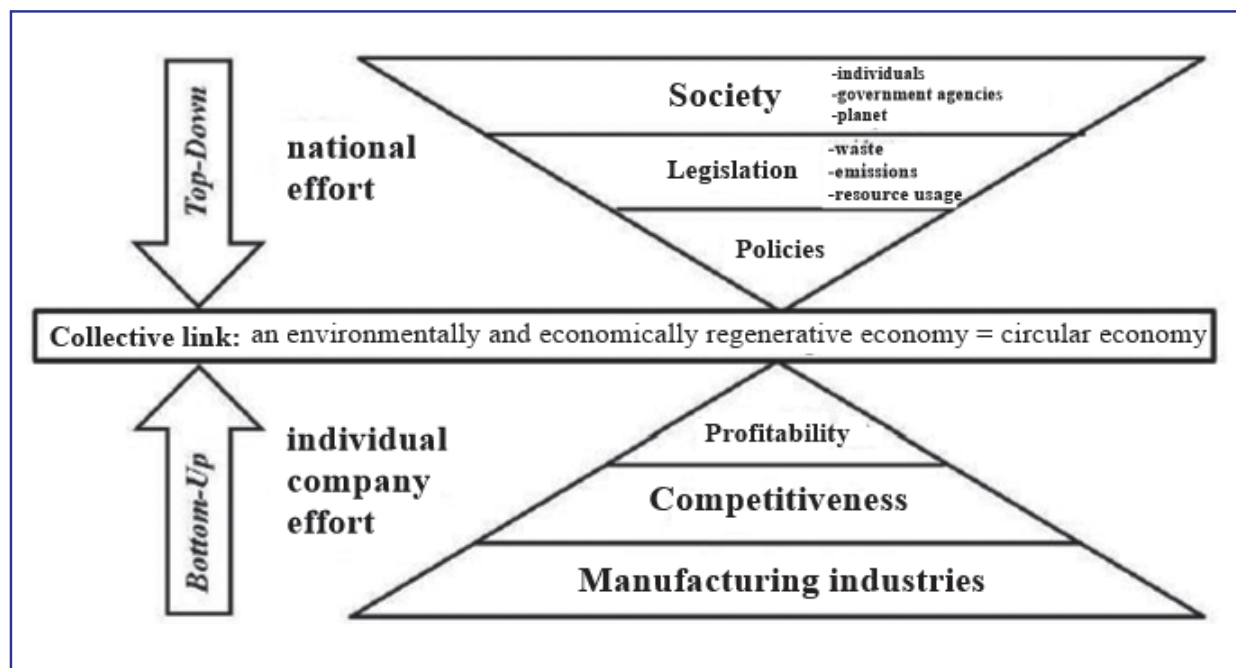 Top-Down
national
effort
Society
-individuals
-government agencies
-planet
Legislation
-waste
-emissions
-resource usage
Policies
Collective link: an environmentally and economically regenerative economy = circular economy
Bottom-Up
individual
company
effort
Profitability
Competitiveness
Manufacturing industries